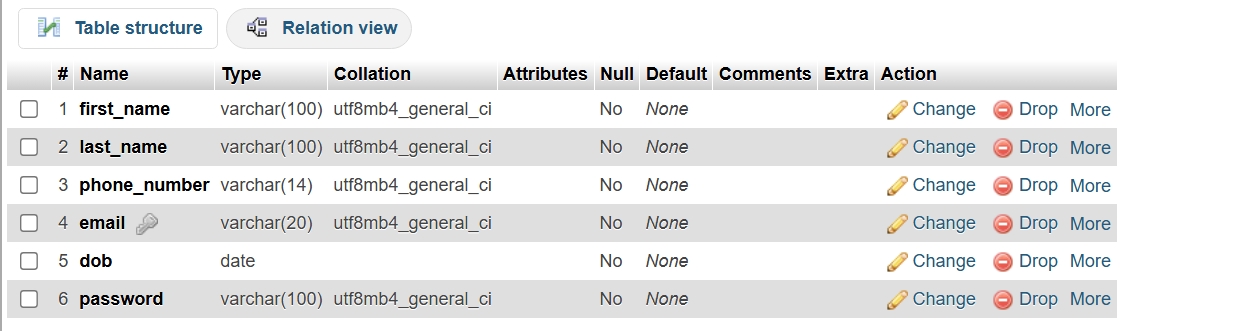 Table structure Relation view
# Name Type Collation Attributes Null Default Comments Extra Action
1 first_name varchar(100) utf8mb4_general_ci No None Change Drop More
2 last_name varchar(100) utf8mb4_general_ci No None Change Drop More
3 phone_number varchar(14) utf8mb4_general_ci No None Change Drop More
4 email varchar(20) utf8mb4_general_ci No None Change Drop More
5 dob date No None Change Drop More
6 password varchar(100) utf8mb4_general_ci No None Change Drop More